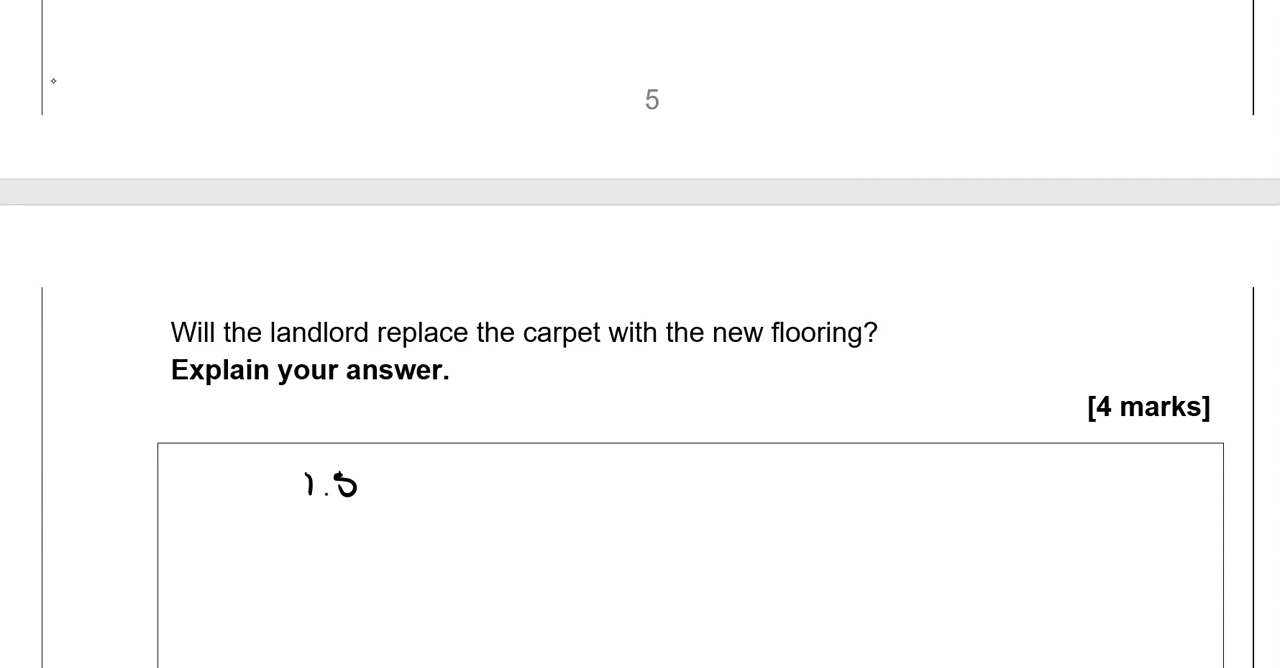 5
Will the landlord replace the carpet with the new flooring?
Explain your answer.
[4 marks]
1.5